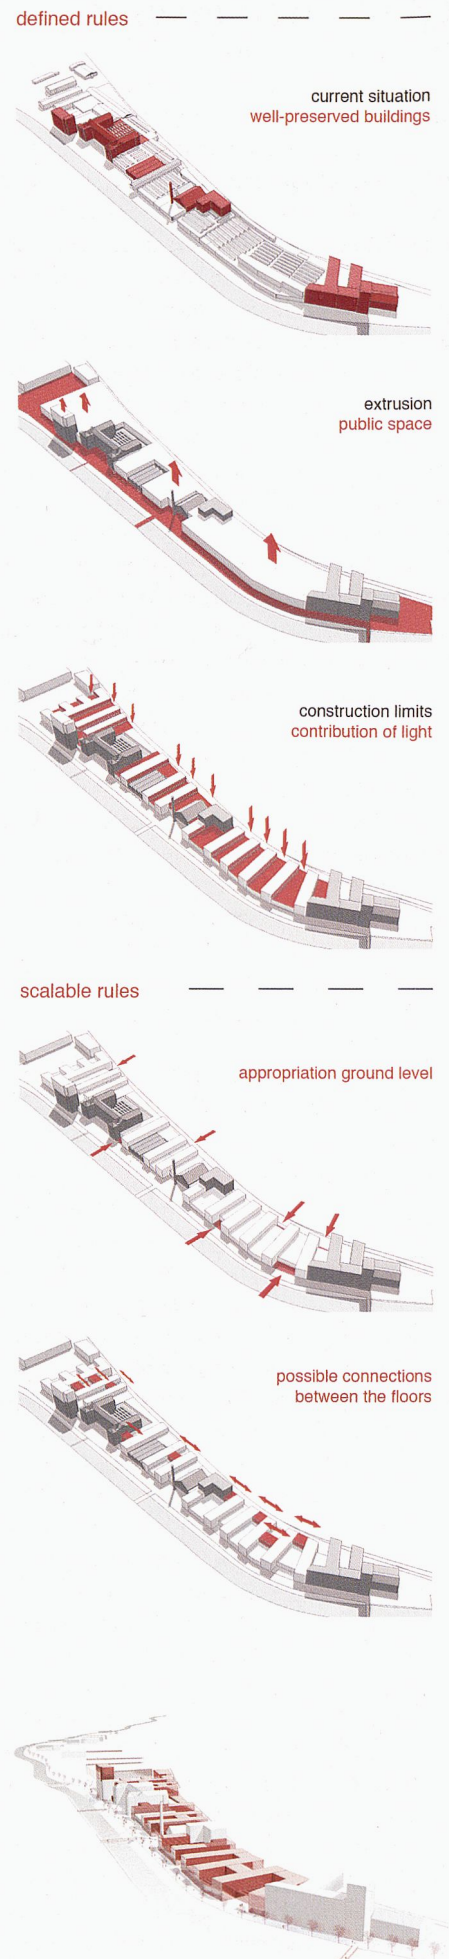 defined rules
current situation
well-preserved buildings
extrusion
public space
construction limits
contribution of light
scalable rules
appropriation ground level
possible connections
between the floors